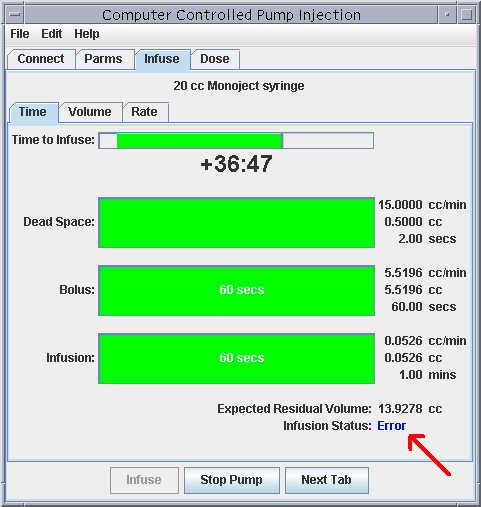 Computer Controlled Pump Injection
File Edit Help
Connect Parms Infuse Dose
20 cc Monoject syringe
Time Volume Rate
Time to Infuse:
+36:47
Dead Space:
15.0000 cc/min
0.5000 cc
2.00 secs
Bolus:
60 secs
5.5196 cc/min
5.5196 cc
60.00 secs
Infusion:
60 secs
0.0526 cc/min
0.0526 cc
1.00 mins
Expected Residual Volume: 13.9278 cc
Infusion Status: Error
Infuse Stop Pump Next Tab